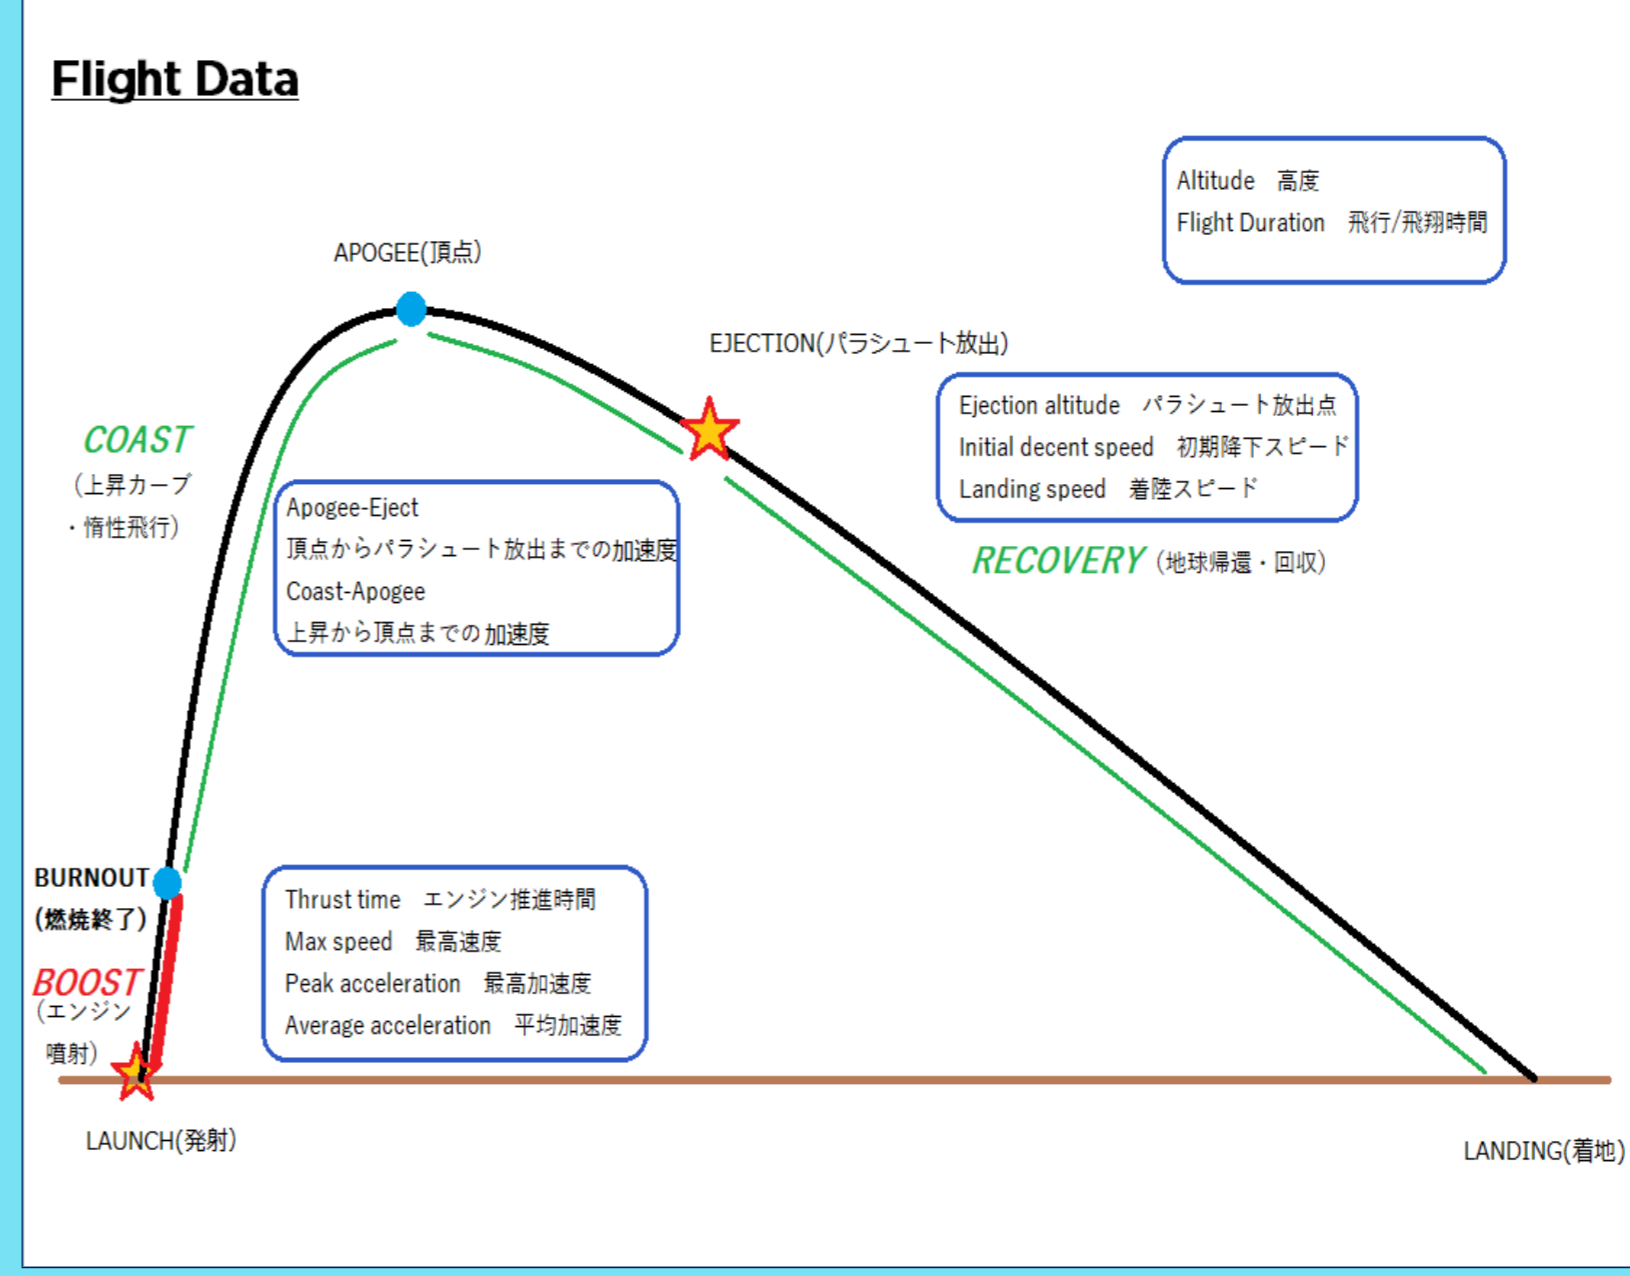 Flight Data
Altitude　高度
Flight Duration　飛行/飛翔時間
APOGEE(頂点）
EJECTION(パラシュート放出）
Ejection altitude　パラシュート放出点
Initial decent speed　初期降下スピード
Landing speed　着陸スピード
COAST
（上昇カーブ
・惰性飛行）
Apogee-Eject
頂点からパラシュート放出までの加速度
Coast-Apogee
上昇から頂点までの加速度
RECOVERY（地球帰還・回収）
BURNOUT
(燃焼終了)
Thrust time　エンジン推進時間
Max speed　最高速度
Peak acceleration　最高加速度
Average acceleration　平均加速度
BOOST
（エンジン
噴射）
LAUNCH(発射）
LANDING(着地)